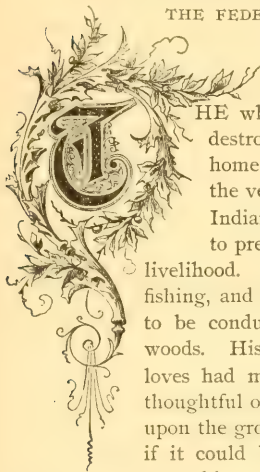 THE FEDE
THE wh
destro
home
the ve
Indian
to pre
livelihood.
fishing, and
to be condu
woods. His
loves had m
thoughtful o
upon the gro
if it could